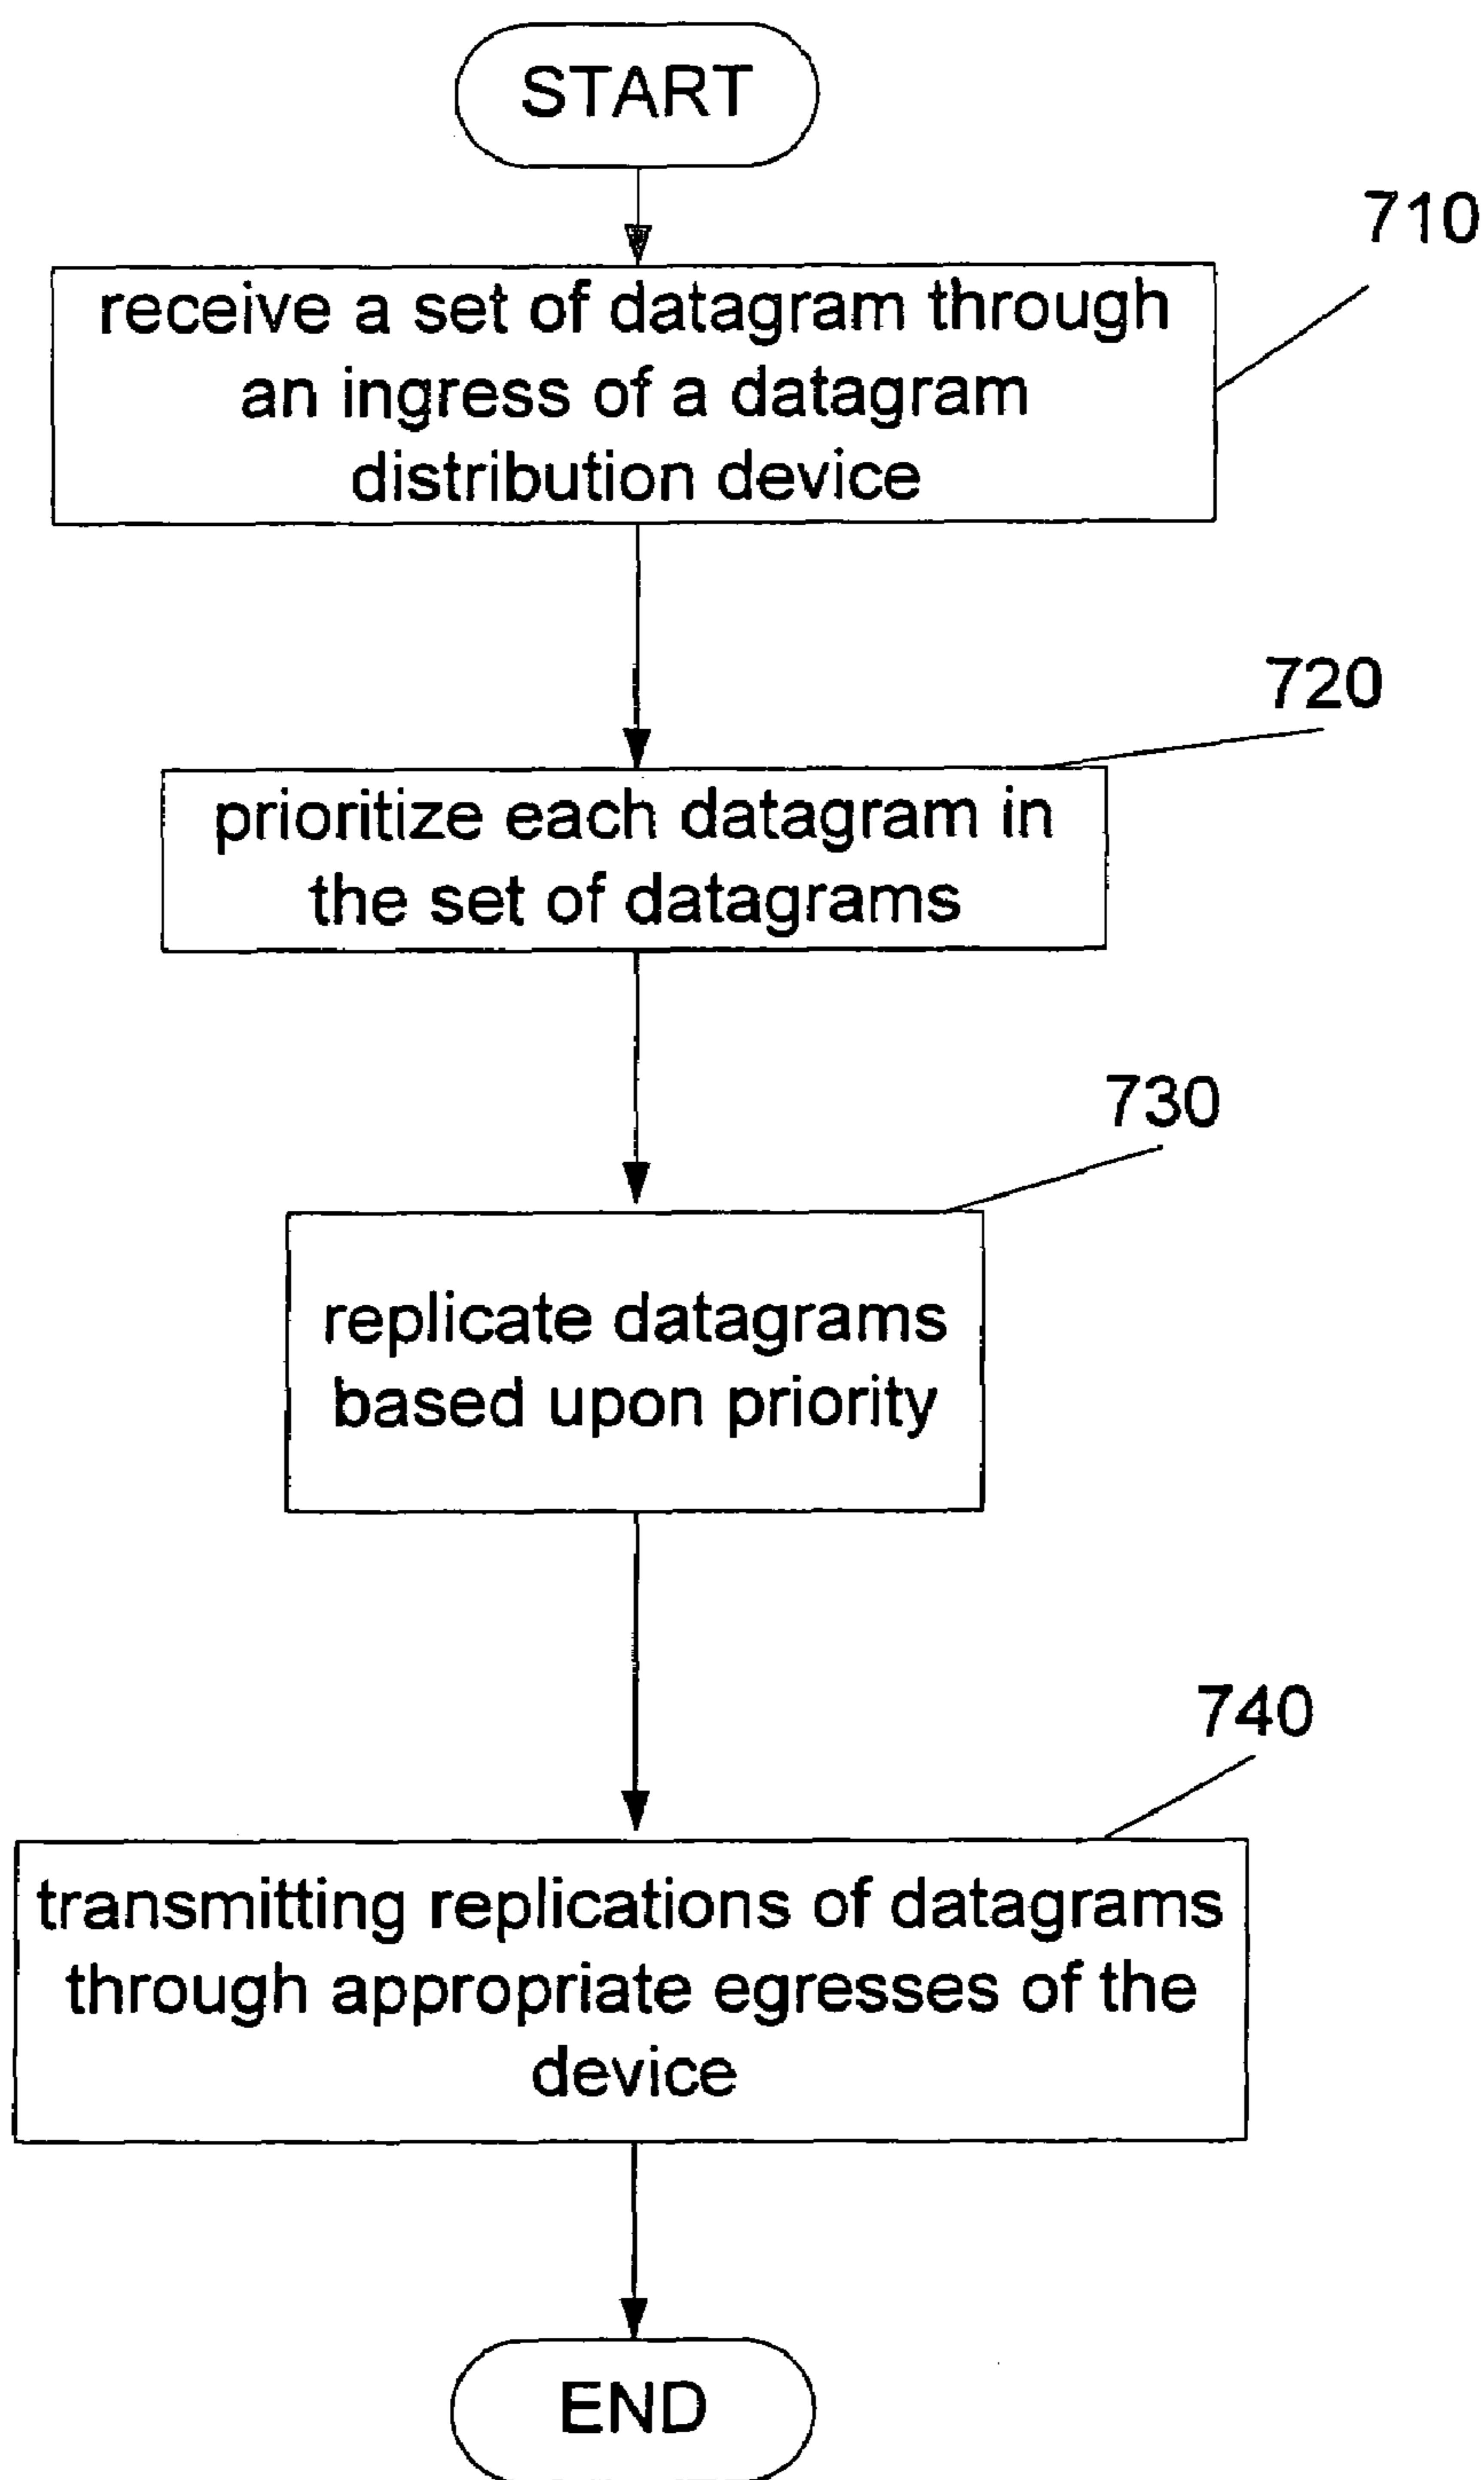 START
710
receive a set of datagram through
an ingress of a datagram
distribution device
720
prioritize each datagram in
the set of datagrams
730
replicate datagrams
based upon priority
740
transmitting replications of datagrams
through appropriate egresses of the
device
END